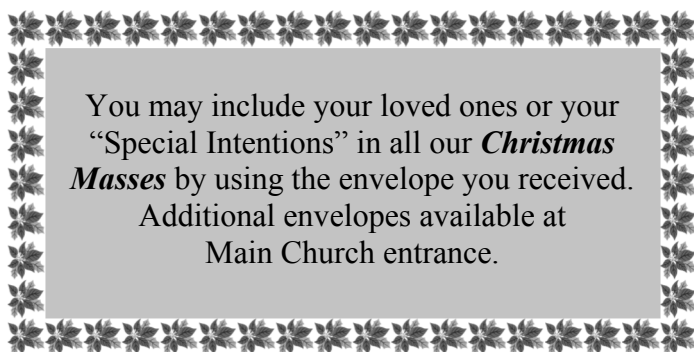 You may include your loved ones or your
“Special Intentions” in all our Christmas
Masses by using the envelope you received.
Additional envelopes available at
Main Church entrance.